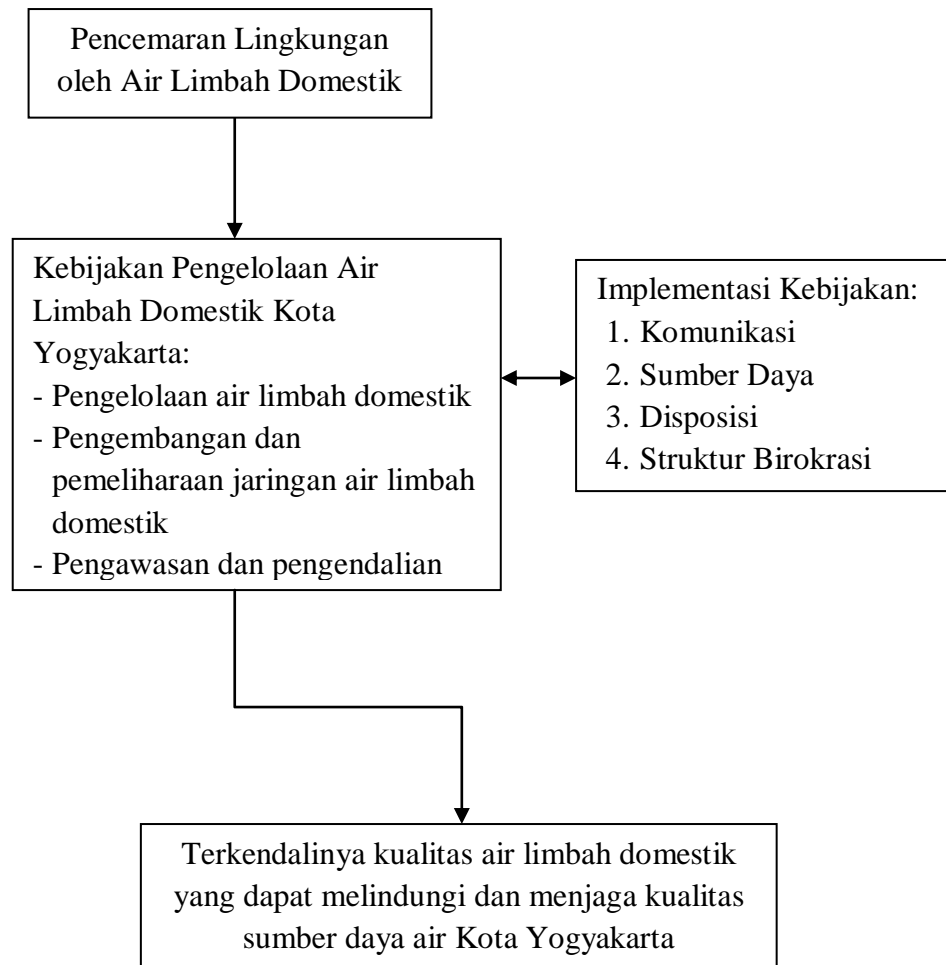 Pencemaran Lingkungan
oleh Air Limbah Domestik
Kebijakan Pengelolaan Air
Limbah Domestik Kota
Yogyakarta:
- Pengelolaan air limbah domestik
- Pengembangan dan
pemeliharaan jaringan air limbah
domestik
- Pengawasan dan pengendalian
Implementasi Kebijakan:
1. Komunikasi
2. Sumber Daya
3. Disposisi
4. Struktur Birokrasi
Terkendalinya kualitas air limbah domestik
yang dapat melindungi dan menjaga kualitas
sumber daya air Kota Yogyakarta